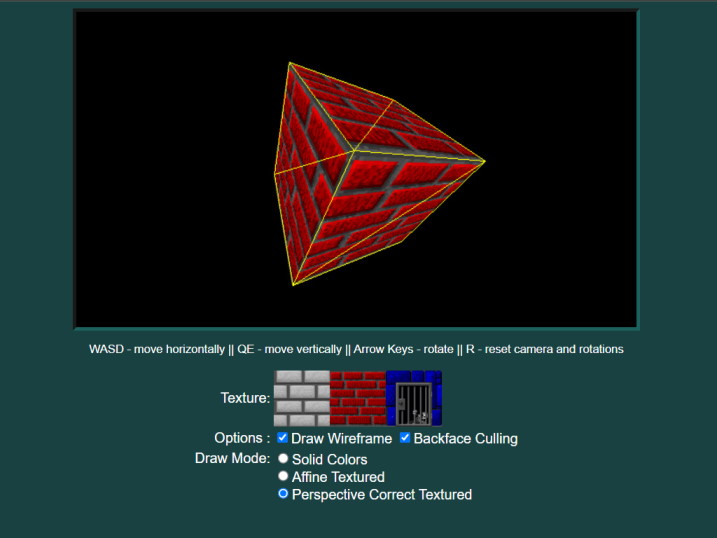 WASD - move horizontally || QE - move vertically || Arrow Keys - rotate || R - reset camera and rotations
Texture:
Options : Draw Wireframe Backface Culling
Draw Mode: Solid Colors
Affine Textured
Perspective Correct Textured